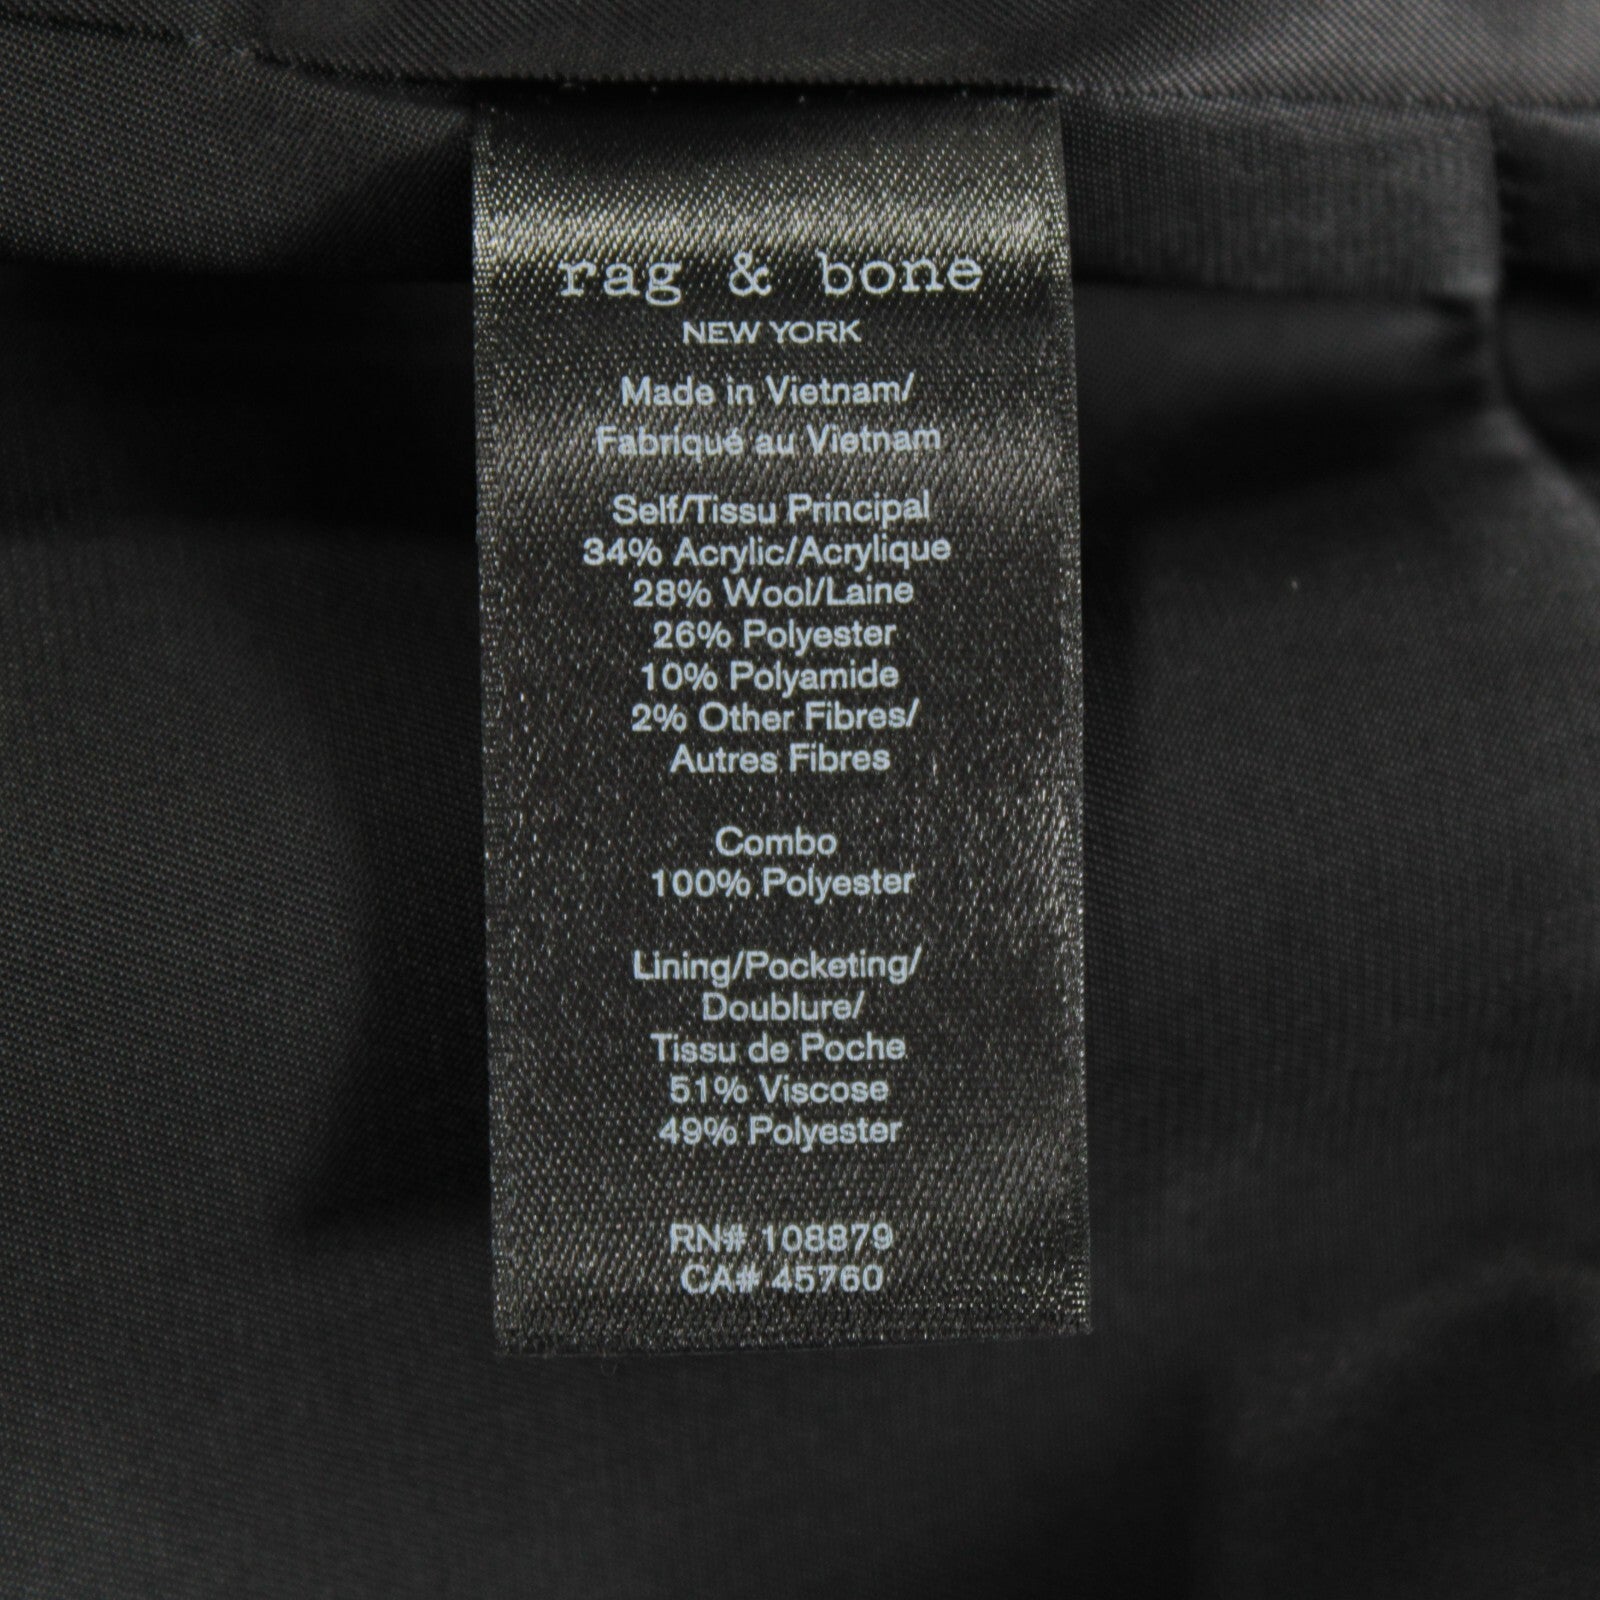 rag & bone
NEW YORK
Made in Vietnam/
Fabriqué au Vietnam
Self/Tissu Principal
34% Acrylic/Acrylique
28% Wool/Laine
26% Polyester
10% Polyamide
2% Other Fibres/
Autres Fibres
Combo
100% Polyester
Lining/Pocketing/
Doublure/
Tissu de Poche
51% Viscose
49% Polyester
RN# 108879
CA# 45760